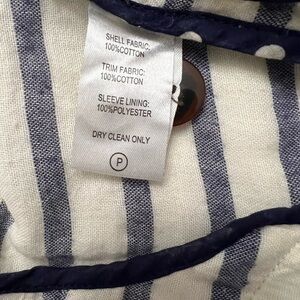 SHELL FABRIC:
100%COTTON
TRIM FABRIC:
100%COTTON
SLEEVE LINING:
100%POLYESTER
DRY CLEAN ONLY
P